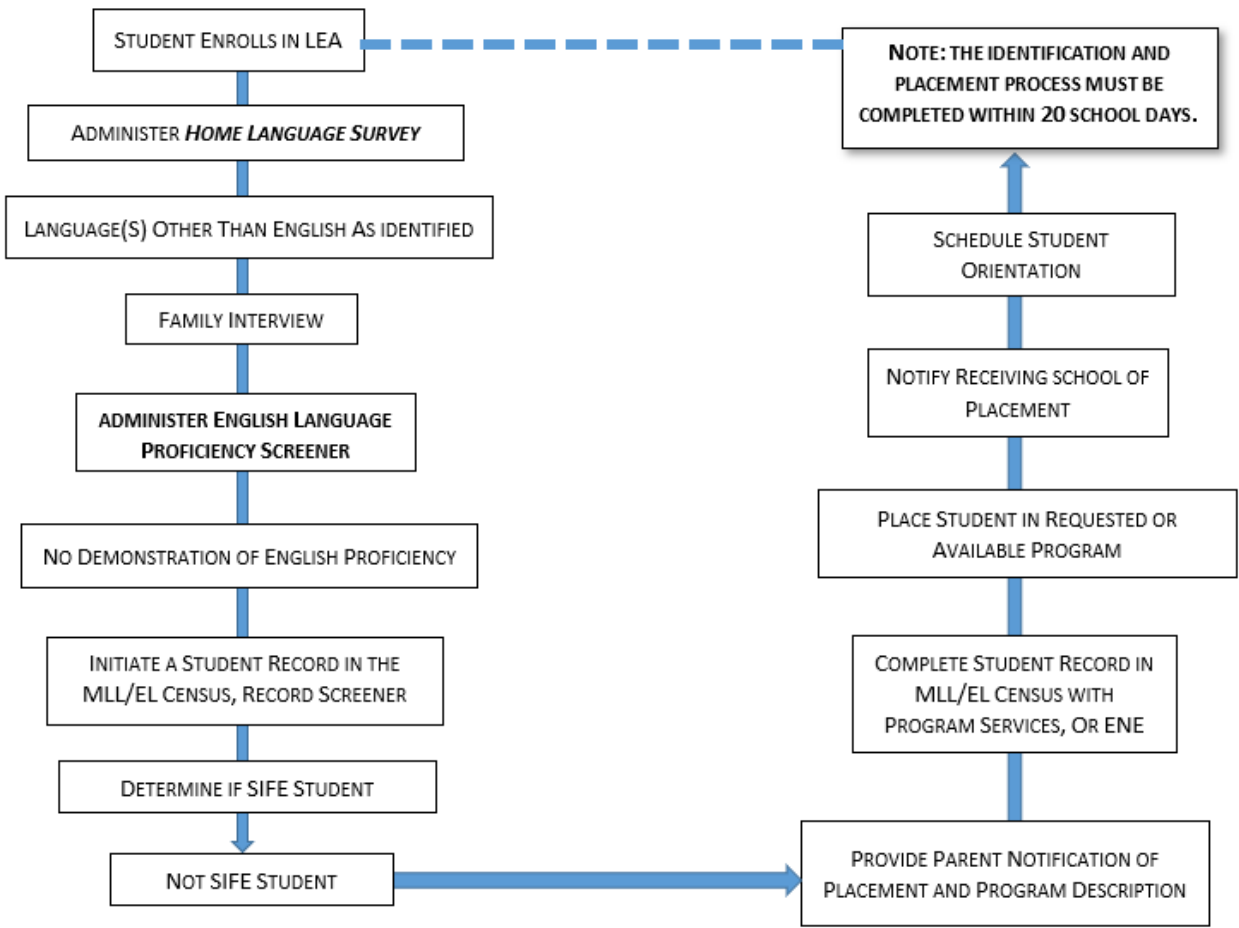 STUDENT ENROLLS IN LEA
ADMINISTER HOME LANGUAGE SURVEY
LANGUAGE(S) OTHER THAN ENGLISH AS IDENTIFIED
FAMILY INTERVIEW
ADMINISTER ENGLISH LANGUAGE
PROFICIENCY SCREENER
NO DEMONSTRATION OF ENGLISH PROFICIENCY
INITIATE A STUDENT RECORD IN THE
MLL/EL CENSUS, RECORD SCREENER
DETERMINE IF SIFE STUDENT
NOT SIFE STUDENT
PROVIDE PARENT NOTIFICATION OF
PLACEMENT AND PROGRAM DESCRIPTION
COMPLETE STUDENT RECORD IN
MLL/EL CENSUS WITH
PROGRAM SERVICES, OR ENE
PLACE STUDENT IN REQUESTED OR
AVAILABLE PROGRAM
NOTIFY RECEIVING SCHOOL OF
PLACEMENT
SCHEDULE STUDENT
ORIENTATION
NOTE: THE IDENTIFICATION AND
PLACEMENT PROCESS MUST BE
COMPLETED WITHIN 20 SCHOOL DAYS.